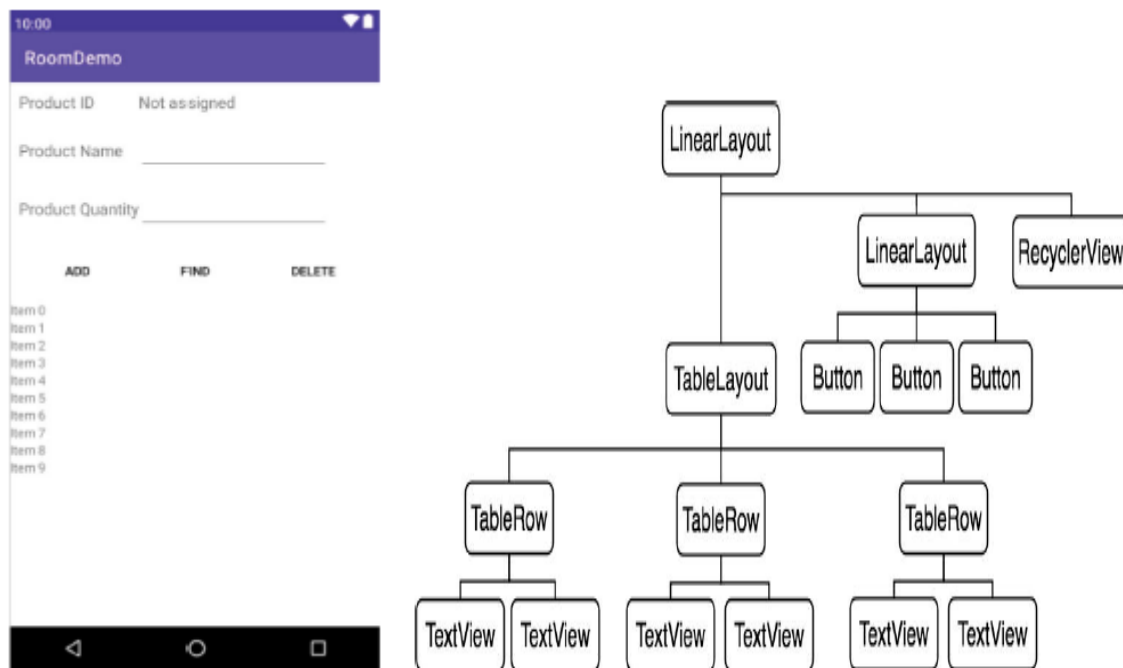 10:00
RoomDemo
Product ID Not assigned
Product Name
Product Quantity
ADD FIND DELETE
Item 0
Item 1
Item 2
Item 3
Item 4
Item 5
Item 6
Item 7
Item 8
Item 9
LinearLayout
LinearLayout RecyclerView
TableLayout Button Button Button
TableRow TableRow TableRow
TextView TextView TextView TextView TextView TextView